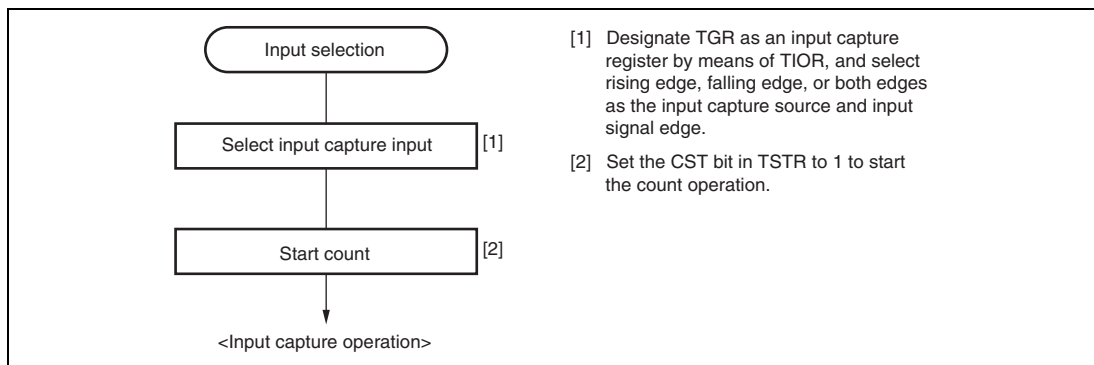 Input selection
Select input capture input
[1]
Start count
[2]
<Input capture operation>
[1] Designate TGR as an input capture
register by means of TIOR, and select
rising edge, falling edge, or both edges
as the input capture source and input
signal edge.
[2] Set the CST bit in TSTR to 1 to start
the count operation.